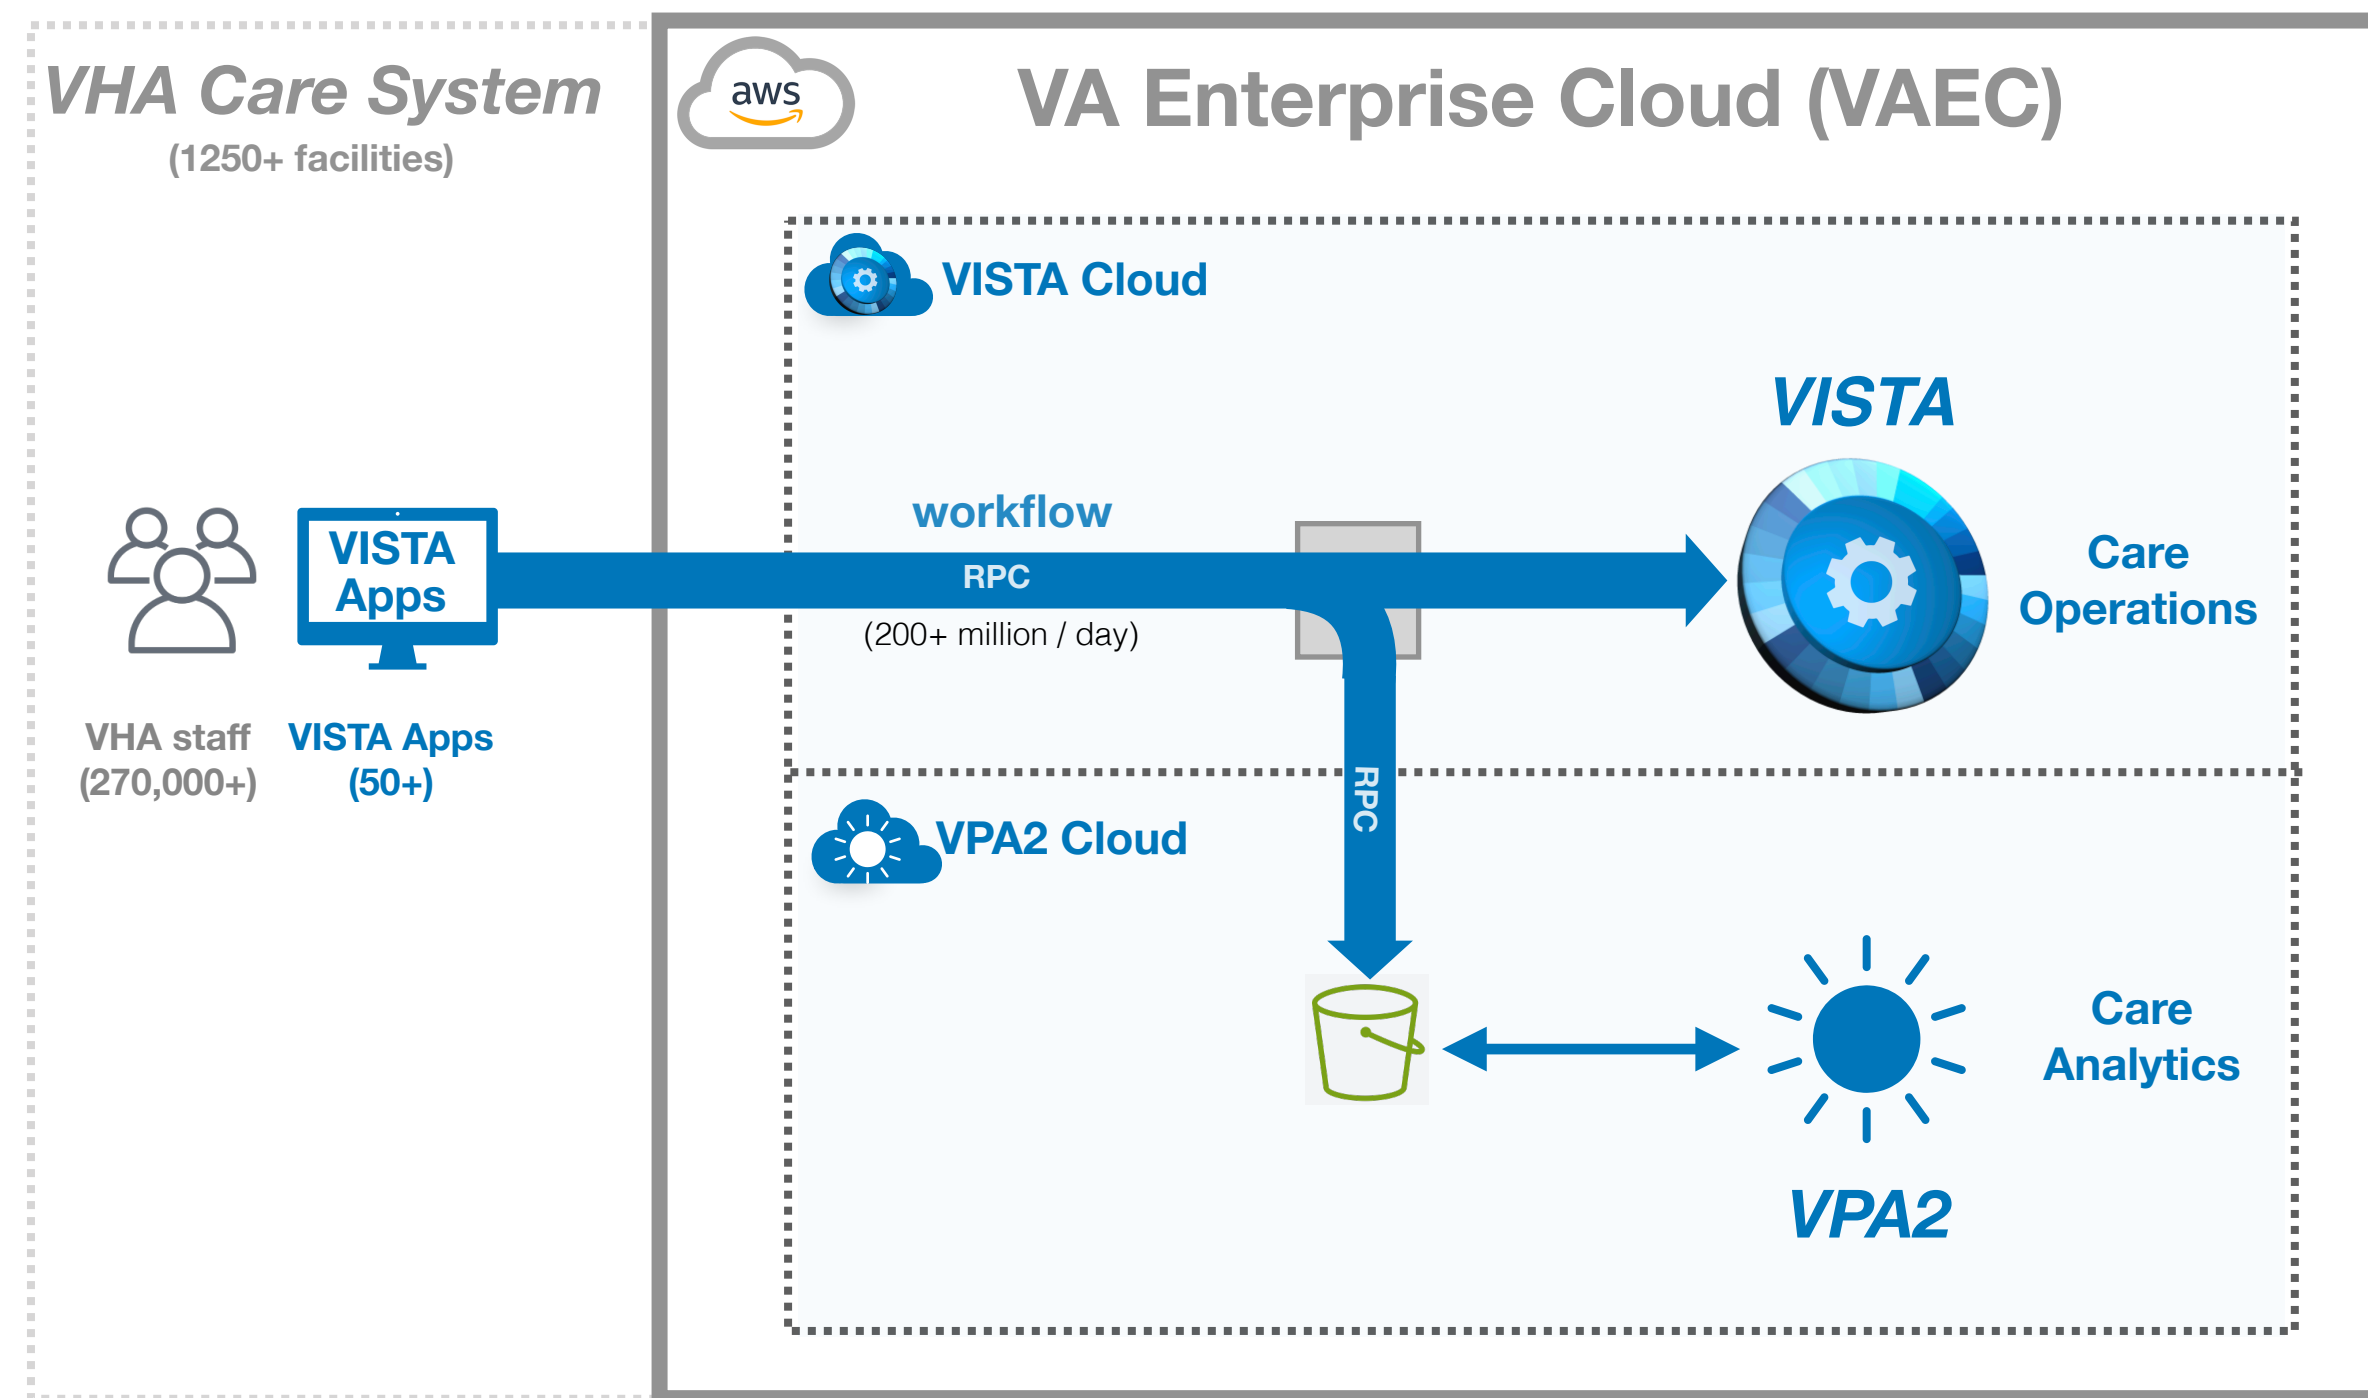 VHA Care System
(1250+ facilities)
aws
VA Enterprise Cloud (VAEC)
VISTA Cloud
VISTA
workflow
RPC
(200+ million / day)
VISTA
Apps
Care
Operations
VHA staff
(270,000+)
VISTA Apps
(50+)
RPC
VPA2 Cloud
Care
Analytics
VPA2